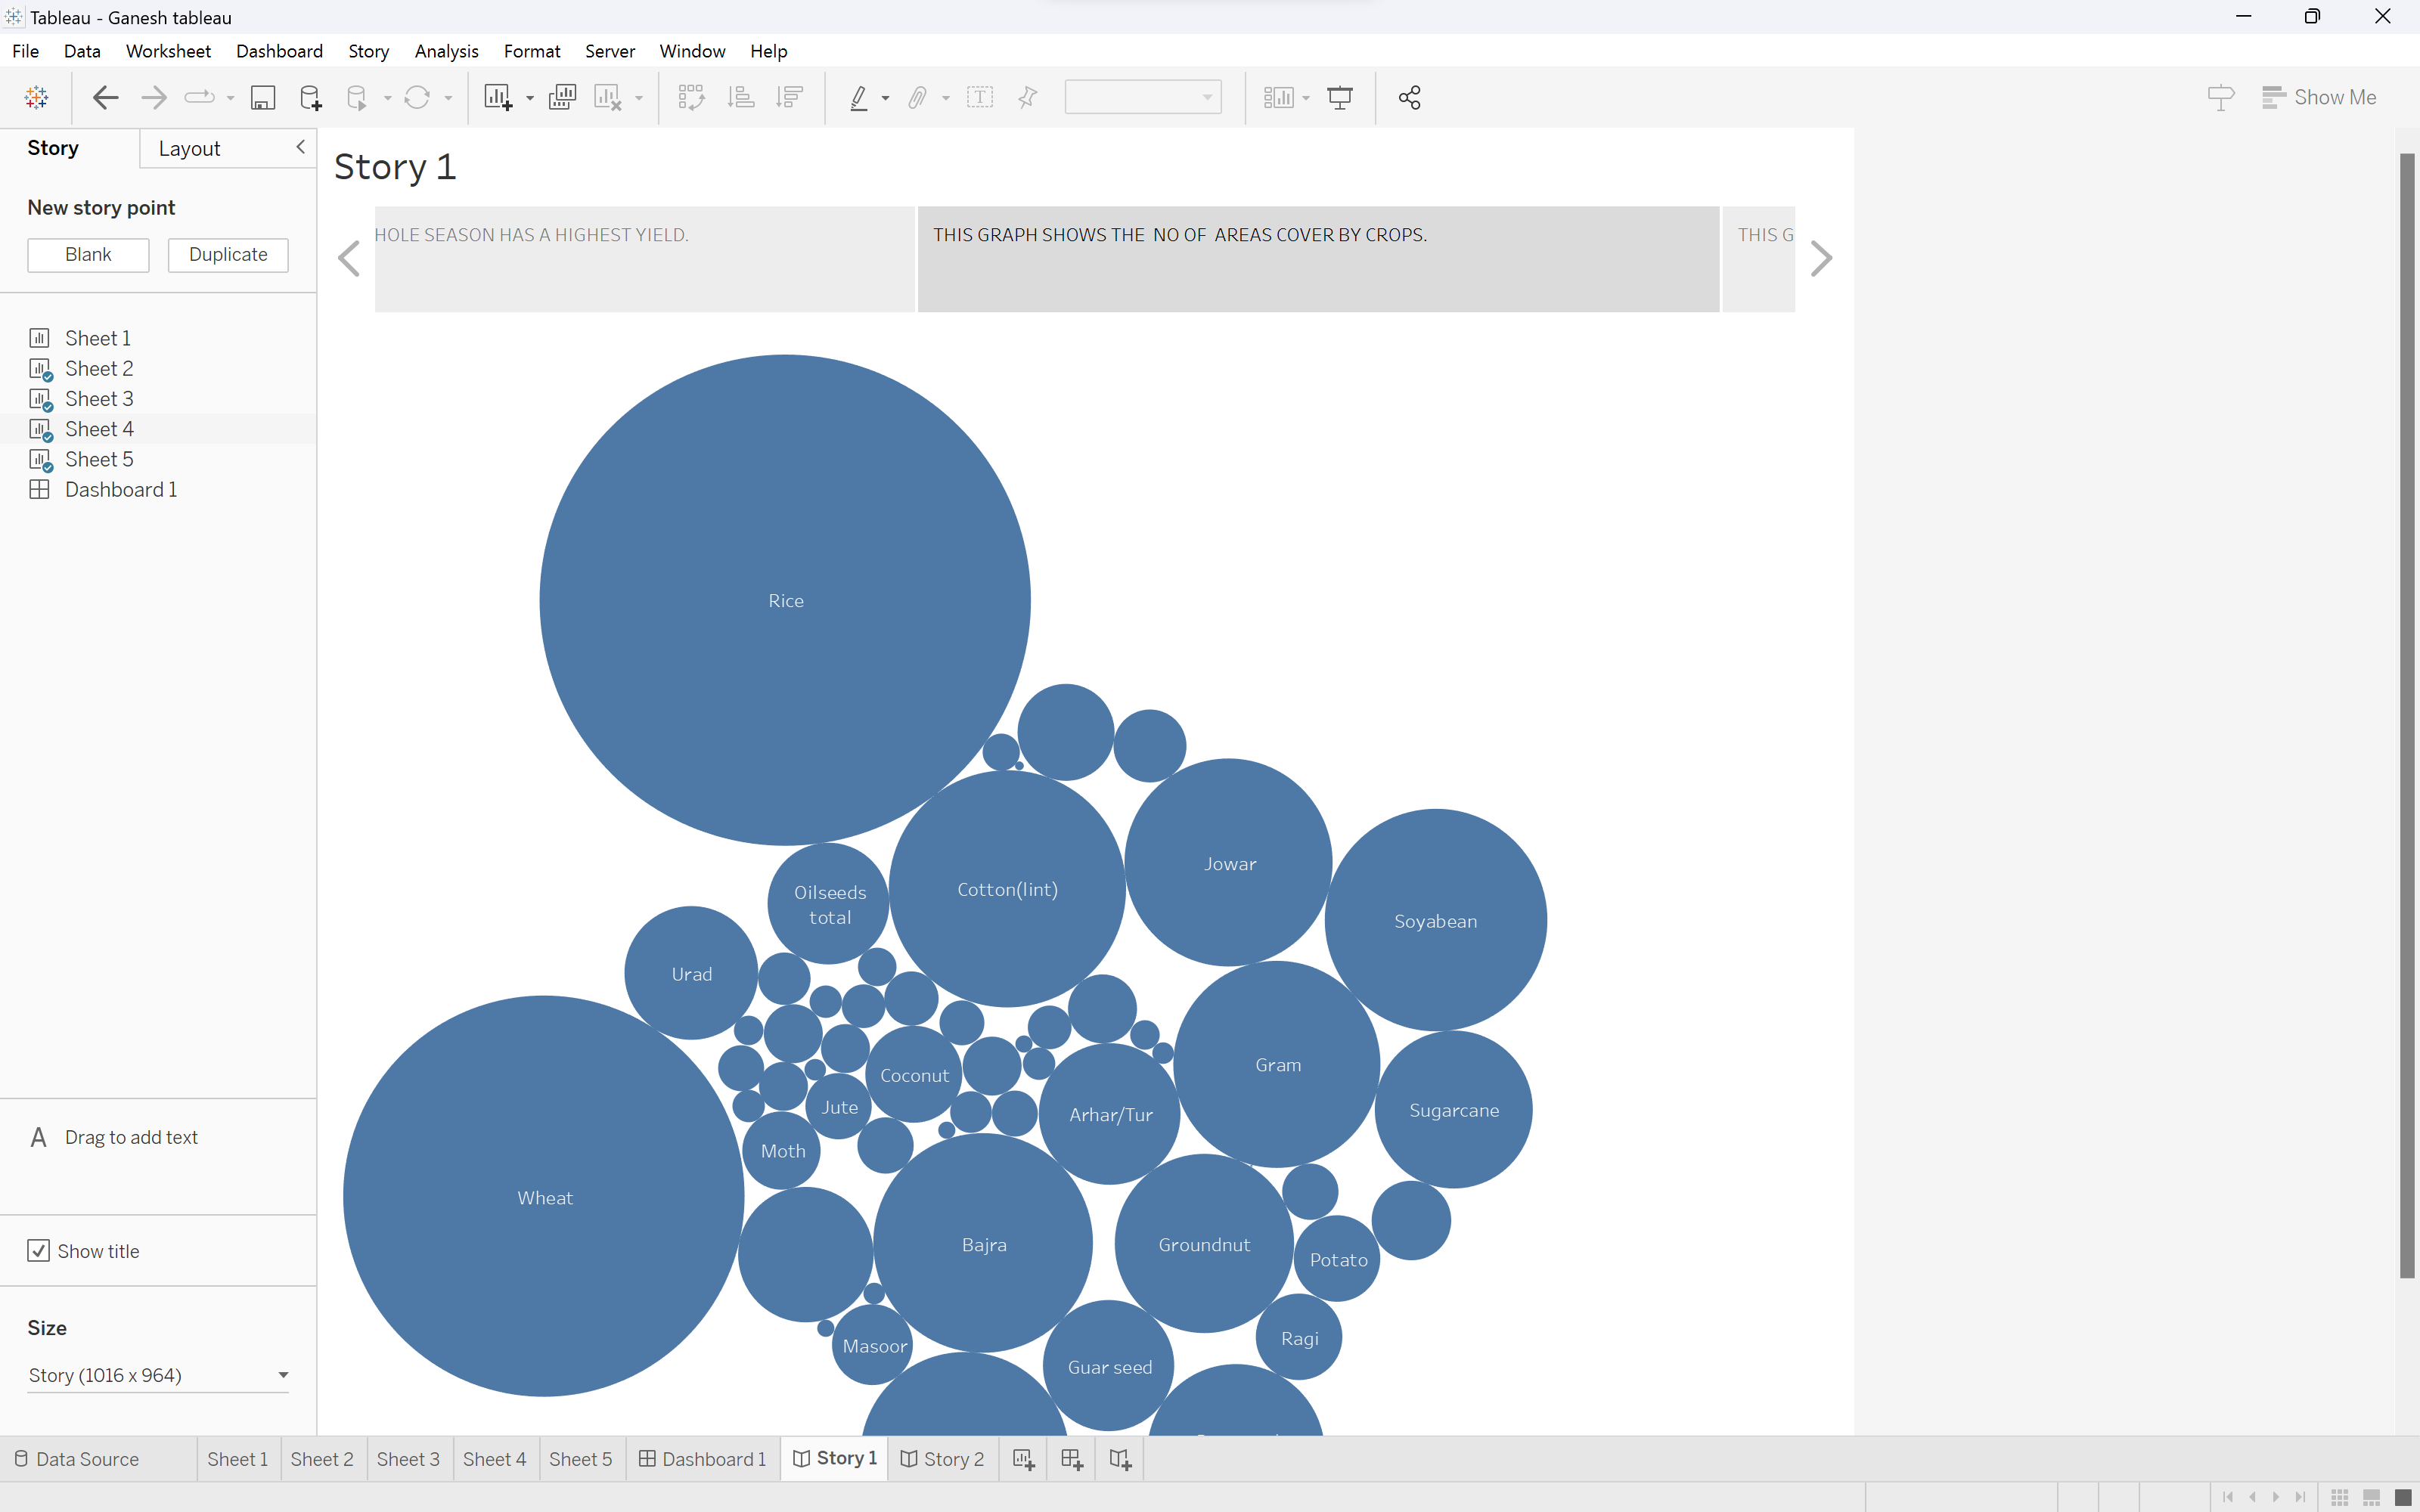 Tableau - Ganesh tableau
File Data Worksheet Dashboard Story Analysis Format Server Window Help
Show Me
Story Layout
New story point
Blank Duplicate
Sheet 1
Sheet 2
Sheet 3
Sheet 4
Sheet 5
Dashboard 1
A Drag to add text
Show title
Size
Story (1016 x 964)
Story 1
HOLE SEASON HAS A HIGHEST YIELD.
THIS GRAPH SHOWS THE NO OF AREAS COVER BY CROPS.
THIS G
Rice
Jowar
Cotton(lint)
Oilseeds
total
Soyabean
Urad
Gram
Coconut
Jute
Sugarcane
Arhar/Tur
Moth
Wheat
Bajra
Groundnut
Potato
Ragi
Masoor
Guar seed
Data Source Sheet 1 Sheet 2 Sheet 3 Sheet 4 Sheet 5 Dashboard 1 Story 1 Story 2